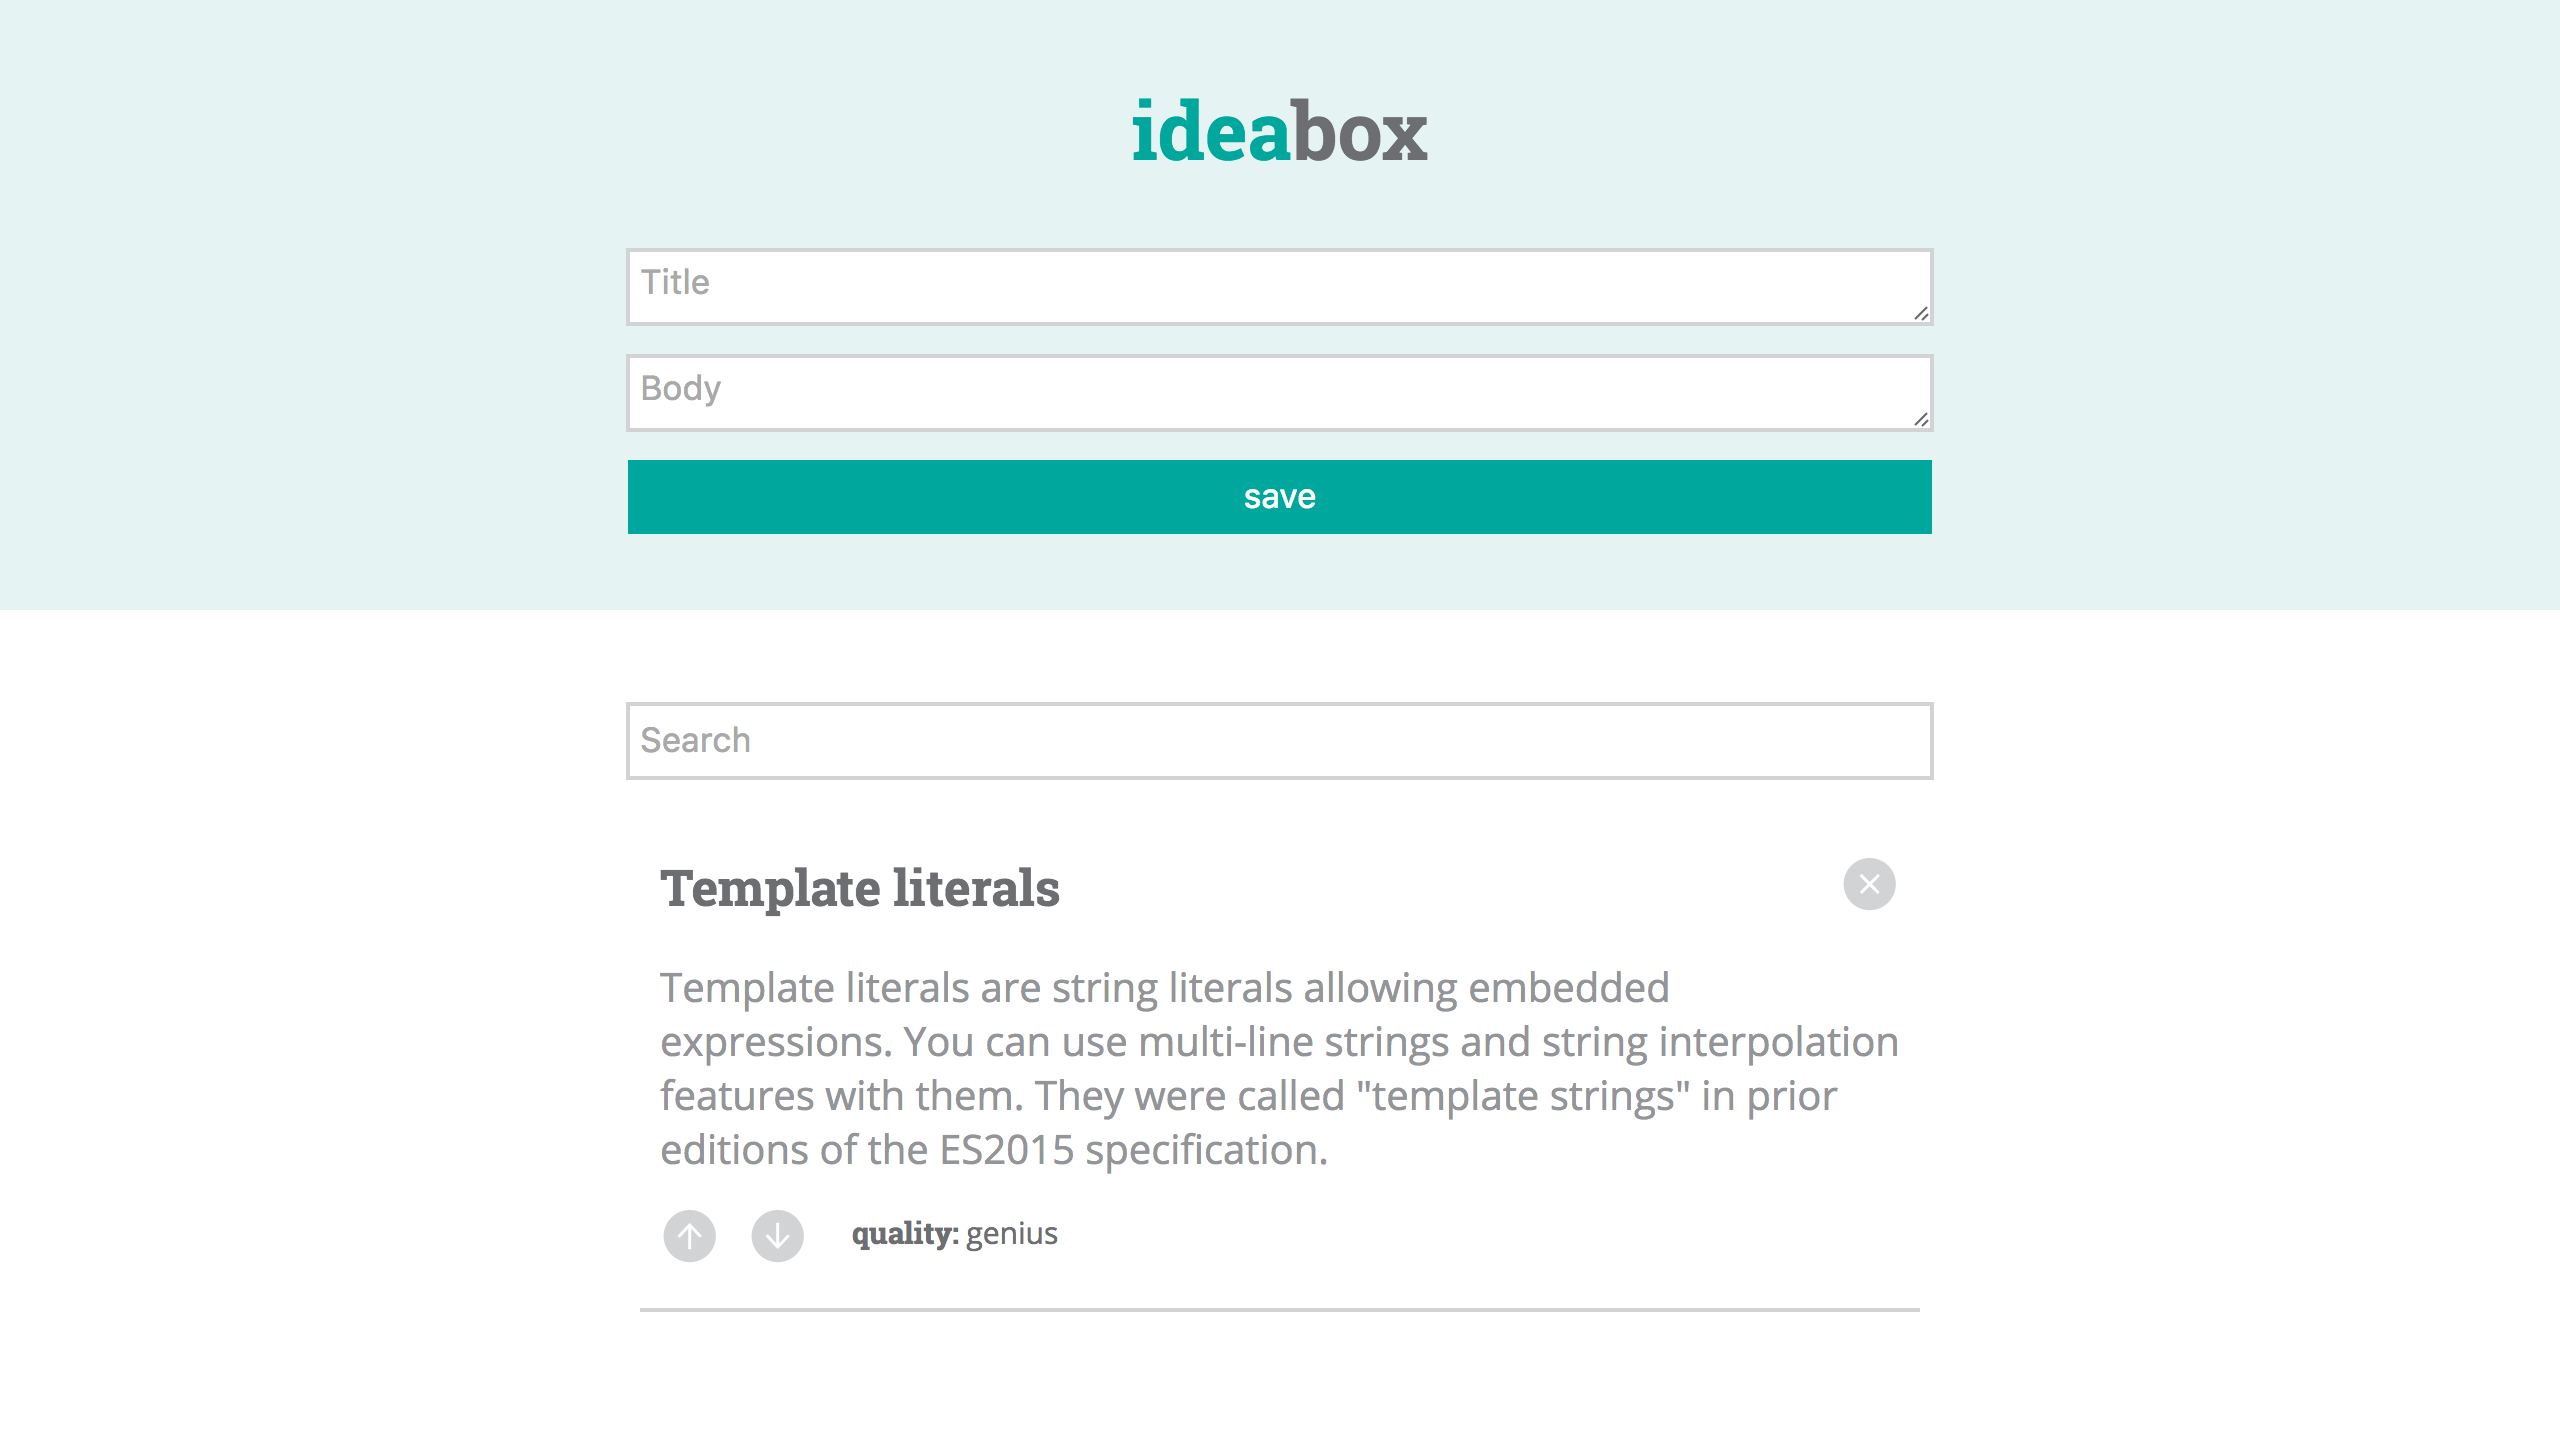 ideabox
Title
Body
save
Search
Template literals
Template literals are string literals allowing embedded
expressions. You can use multi-line strings and string interpolation
features with them. They were called "template strings" in prior
editions of the ES2015 specification.
quality: genius